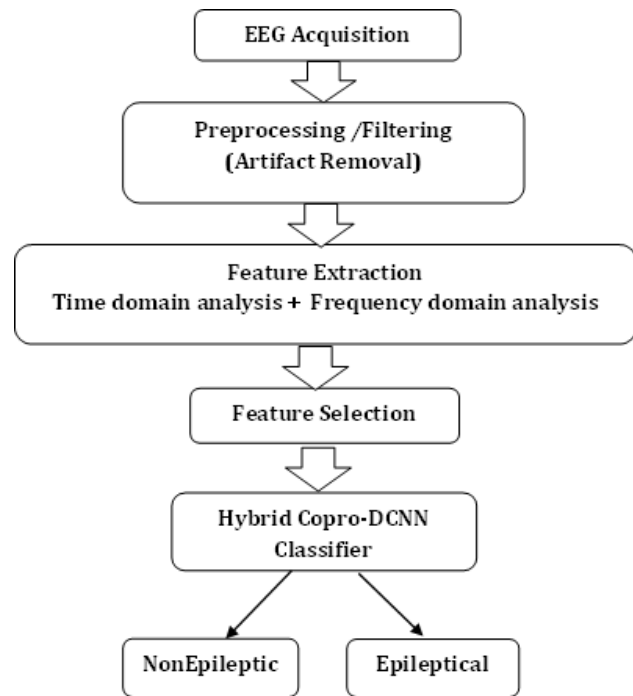 EEG Acquisition
Preprocessing /Filtering
(Artifact Removal)
Feature Extraction
Time domain analysis + Frequency domain analysis
Feature Selection
Hybrid Copro-DCNN
Classifier
NonEpileptic
Epileptical